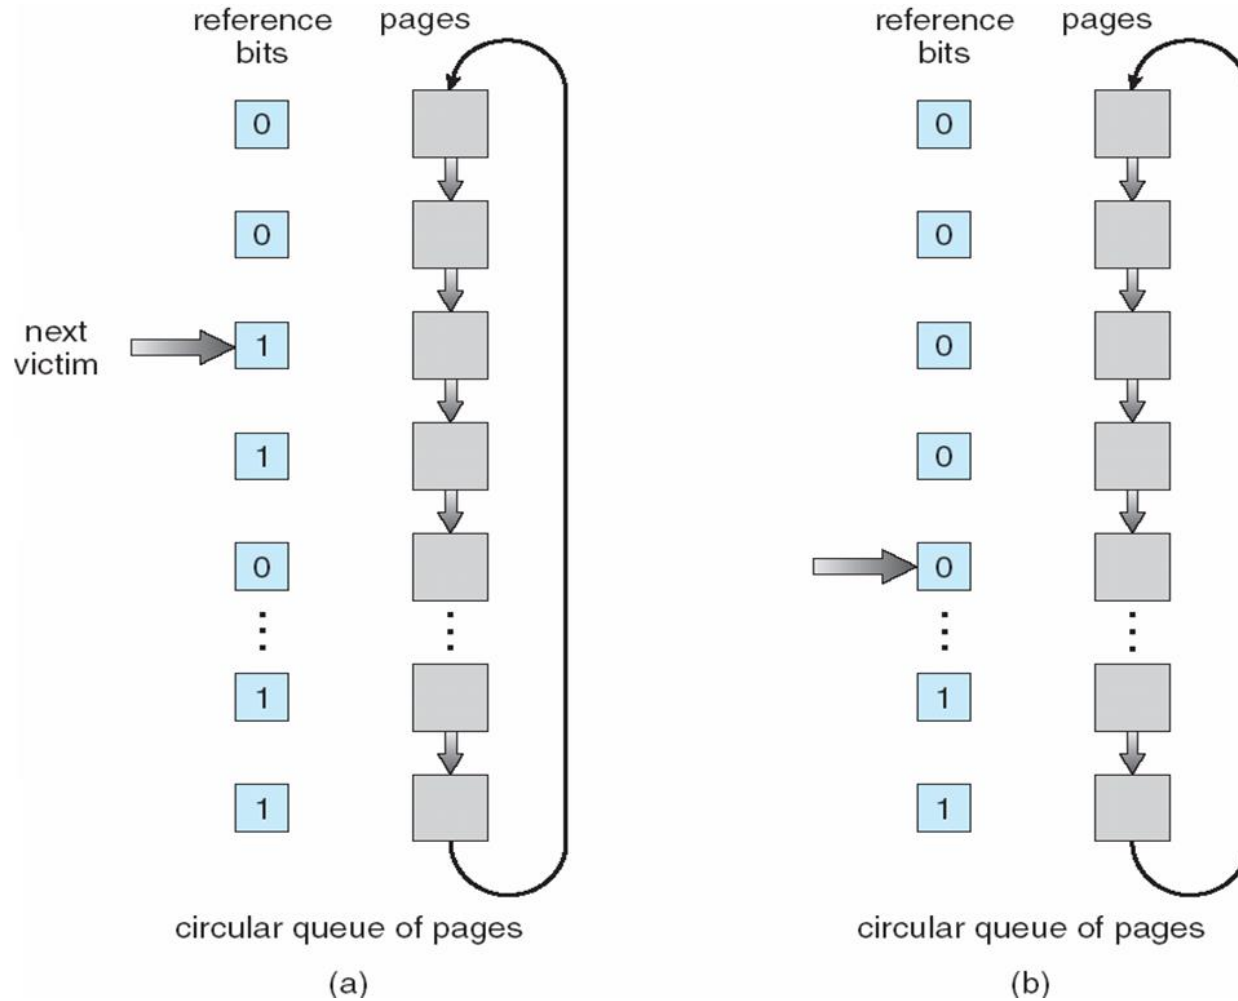 reference
bits
pages
0
0
next
victim
1
1
0
1
1
circular queue of pages
(a)
reference
bits
pages
0
0
0
0
0
1
1
circular queue of pages
(b)